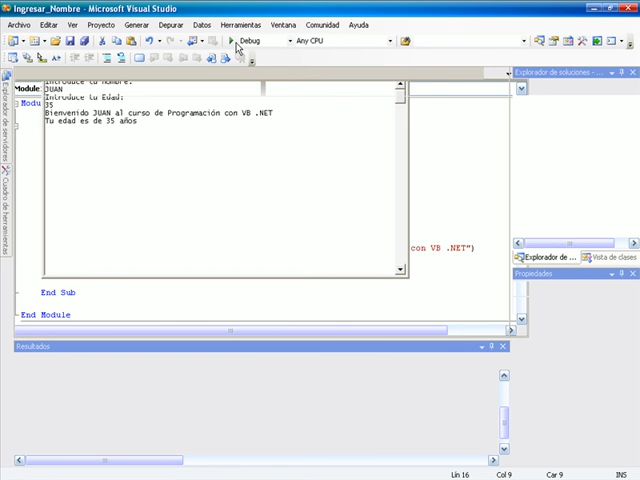 Ingresar_Nombre - Microsoft Visual Studio
Archivo Editar Ver Proyecto Generar Depurar Datos Herramientas Ventana Comunidad Ayuda
Debug Any CPU
Explorador de servidores
Cuadro de herramientas
Module
Modu
Introduce tu Nombre:
JUAN
Introduce tu Edad:
35
Bienvenido JUAN al curso de Programación con VB .NET
Tu edad es de 35 años
con VB .NET")
End Sub
End Module
Explorador de soluciones - ...
Explorador de ... Vista de clases
Propiedades
Resultados
Lín 16 Col 9 Car 9 INS